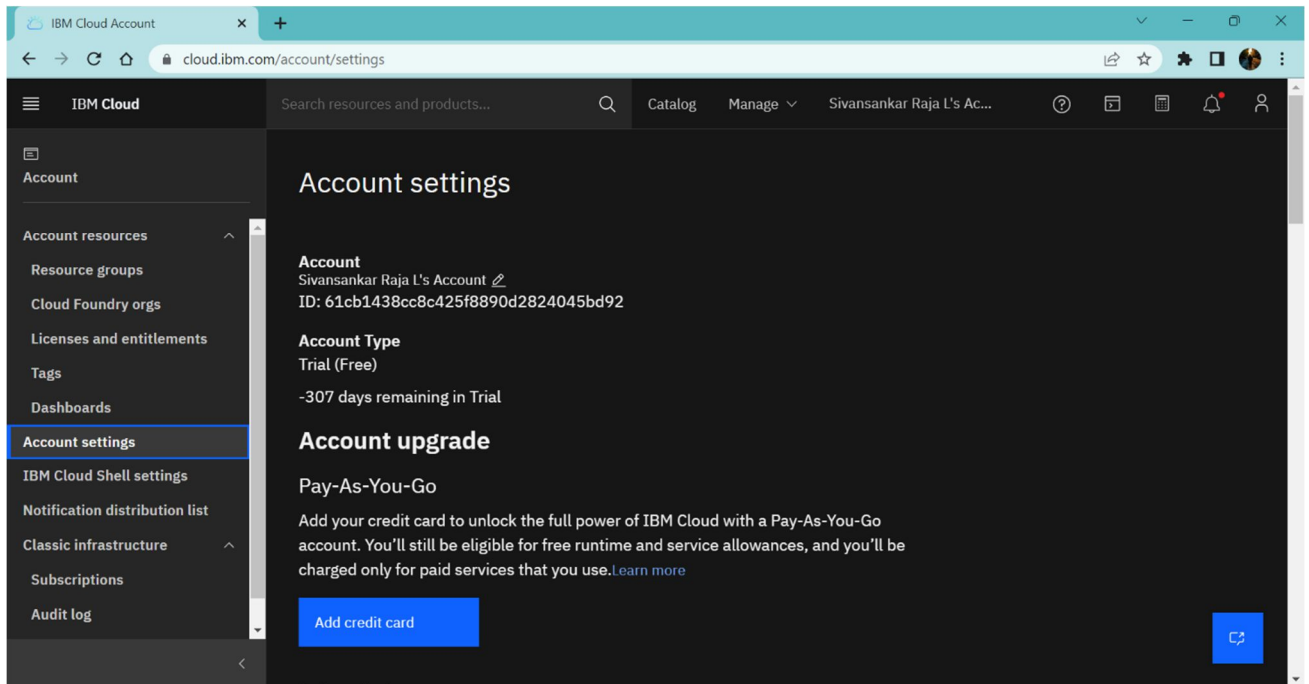 IBM Cloud Account
cloud.ibm.com/account/settings
IBM Cloud
Search resources and products...
Catalog
Manage
Sivansankar Raja L's Ac...
Account
Account resources
Resource groups
Cloud Foundry orgs
Licenses and entitlements
Tags
Dashboards
Account settings
IBM Cloud Shell settings
Notification distribution list
Classic infrastructure
Subscriptions
Audit log
Account settings
Account
Sivansankar Raja L's Account
ID: 61cb1438cc8c425f8890d2824045bd92
Account Type
Trial (Free)
-307 days remaining in Trial
Account upgrade
Pay-As-You-Go
Add your credit card to unlock the full power of IBM Cloud with a Pay-As-You-Go
account. You'll still be eligible for free runtime and service allowances, and you'll be
charged only for paid services that you use.Learn more
Add credit card